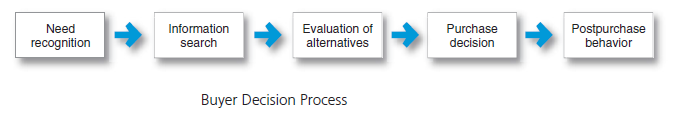 Need
recognition
Information
search
Evaluation of
alternatives
Purchase
decision
Postpurchase
behavior
Buyer Decision Process